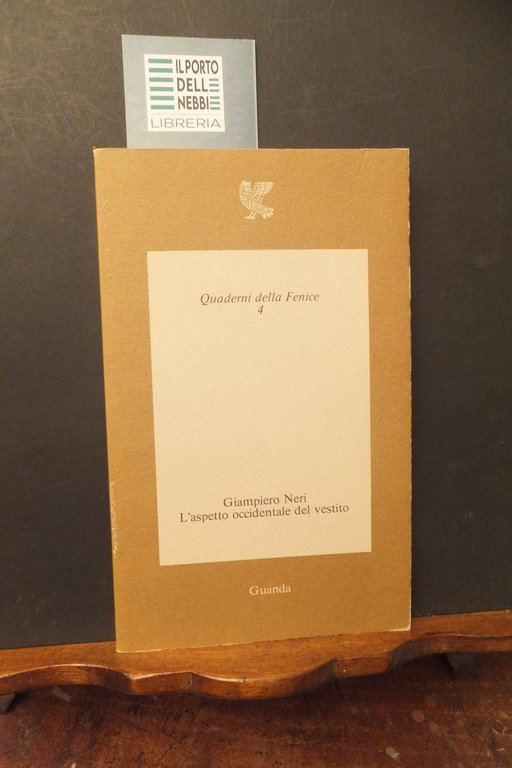 IL PORTO
DELL
NEBBI
LIBRERIA
Quaderni della Fenice
4
Giampiero Neri
L'aspetto occidentale del vestito
Guanda